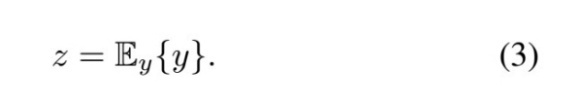 z = 𝔼_y{y}. (3)